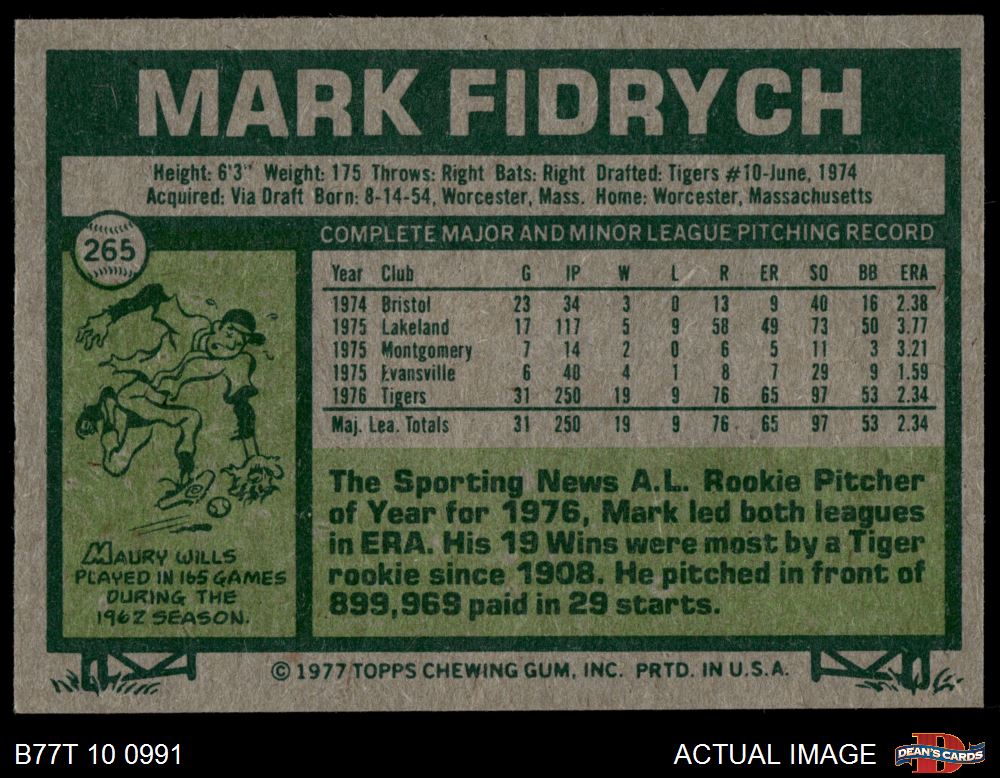 MARK FIDRYCH
Height: 6'3" Weight: 175 Throws: Right Bats: Right Drafted: Tigers #10-June, 1974
Acquired: Via Draft Born: 8-14-54, Worcester, Mass. Home: Worcester, Massachusetts
265
COMPLETE MAJOR AND MINOR LEAGUE PITCHING RECORD
Year Club G IP W L R ER SO BB ERA
1974 Bristol 23 34 3 0 13 9 40 16 2.38
1975 Lakeland 17 117 5 9 58 49 73 50 3.77
1975 Montgomery 7 14 2 0 6 5 11 3 3.21
1975 Evansville 6 40 4 1 8 7 29 9 1.59
1976 Tigers 31 250 19 9 76 65 97 53 2.34
Maj. Lea. Totals 31 250 19 9 76 65 97 53 2.34
MAURY WILLS
PLAYED IN 165 GAMES
DURING THE
1962 SEASON.
The Sporting News A.L. Rookie Pitcher
of Year for 1976, Mark led both leagues
in ERA. His 19 Wins were most by a Tiger
rookie since 1908. He pitched in front of
899,969 paid in 29 starts.
© 1977 TOPPS CHEWING GUM, INC. PRTD. IN U.S.A.
B77T 10 0991
ACTUAL IMAGE
DEAN'S CARDS